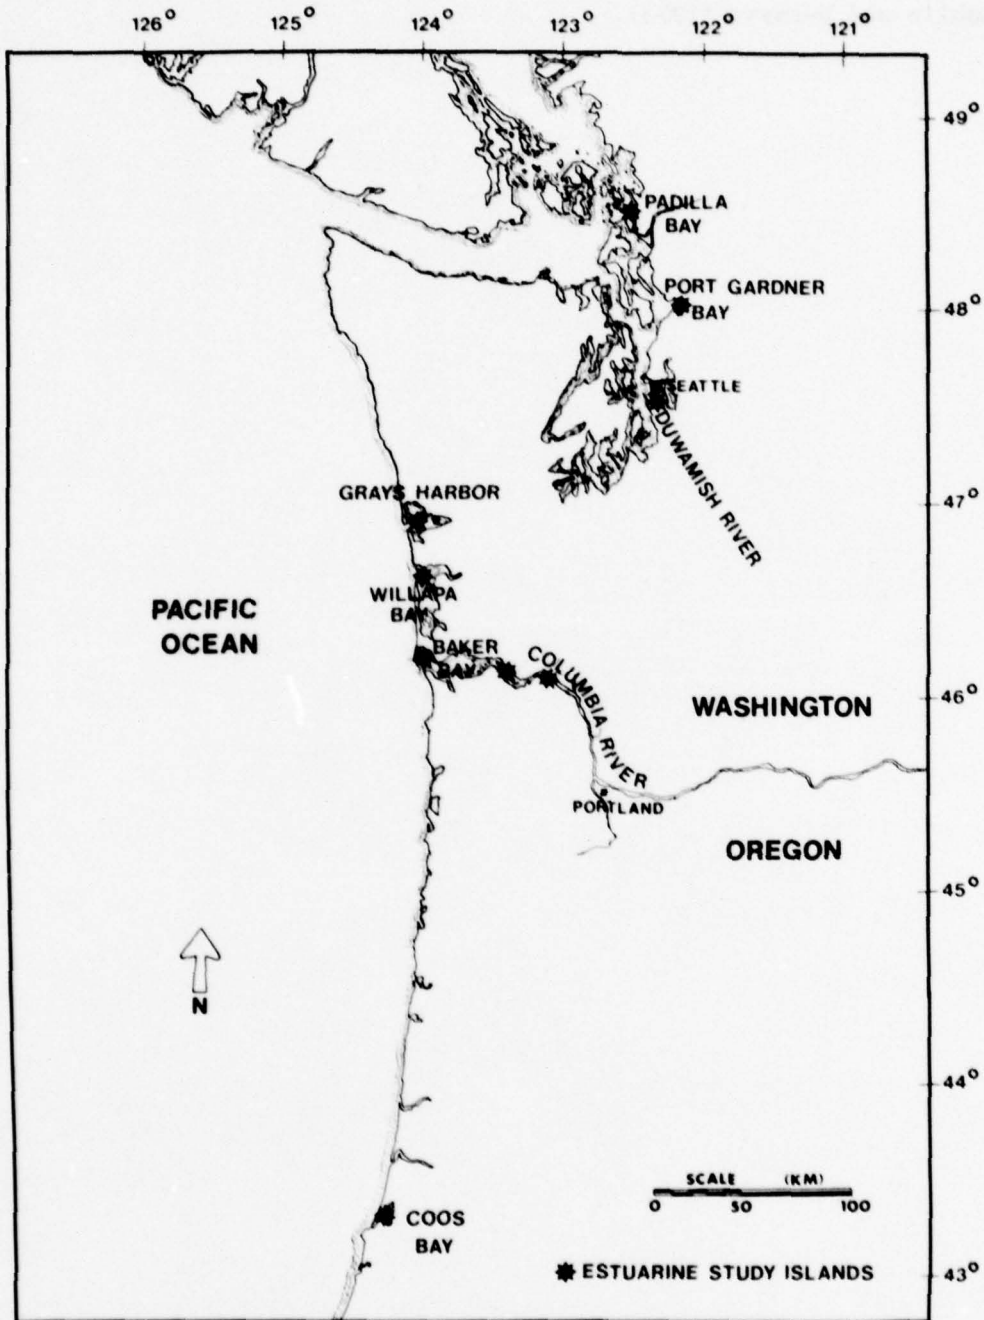 126° 125° 124° 123° 122° 121°
49°
PADILLA
BAY
PORT GARDNER
BAY
48°
SEATTLE
DUWAMISH RIVER
GRAYS HARBOR
47°
WILLAPA
BAY
PACIFIC
OCEAN
BAKER
BAY
COLUMBIA RIVER
46°
WASHINGTON
PORTLAND
OREGON
45°
N
44°
SCALE (KM)
0 50 100
COOS
BAY
ESTUARINE STUDY ISLANDS
43°